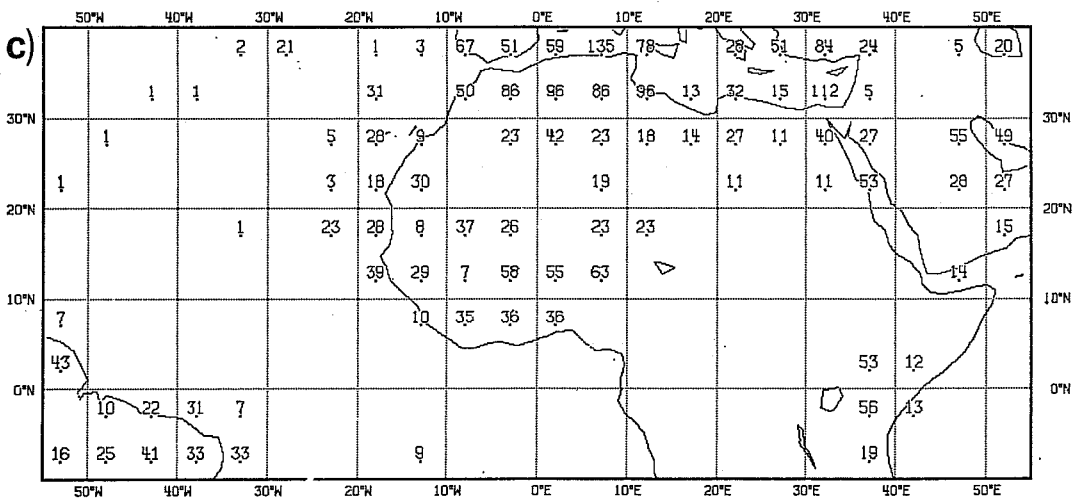 50°W 40°W 30°W 20°W 10°W 0°E 10°E 20°E 30°E 40°E 50°E
c) 2 21 1 3 67 51 59 135 78 28 51 84 24 5 20
1 1 31 50 86 96 86 96 13 32 15 112 5
30°N 30°N
1 5 28 9 23 42 23 18 14 27 11 40 27 55 49
1 3 18 30 19 11 11 53 28 27
20°N 20°N
1 23 28 8 37 26 23 23 15
39 29 7 58 55 63 14
10°N 10°N
7 10 35 36 36
43 53 12
0°N 0°N
10 22 31 7 56 13
16 25 41 33 33 9 19
50°W 40°W 30°W 20°W 10°W 0°E 10°E 20°E 30°E 40°E 50°E